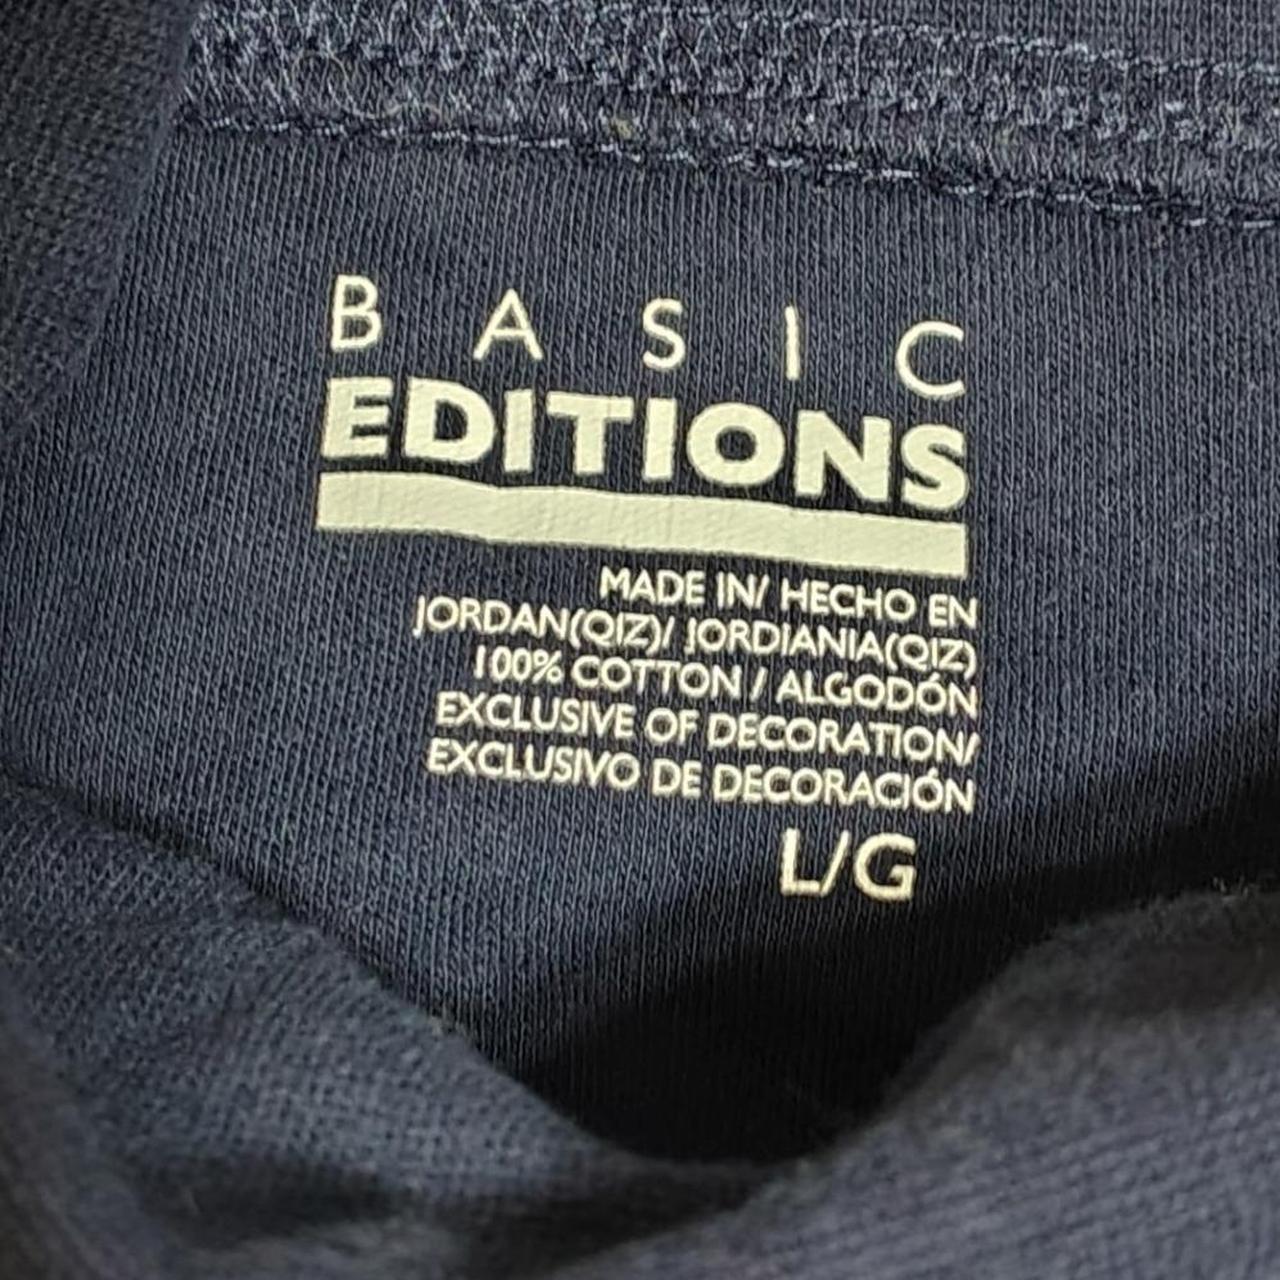 BASIC
EDITIONS
MADE IN/ HECHO EN
JORDAN(QIZ)/ JORDIANIA(QIZ)
100% COTTON / ALGODÓN
EXCLUSIVE OF DECORATION/
EXCLUSIVO DE DECORACIÓN
L/G